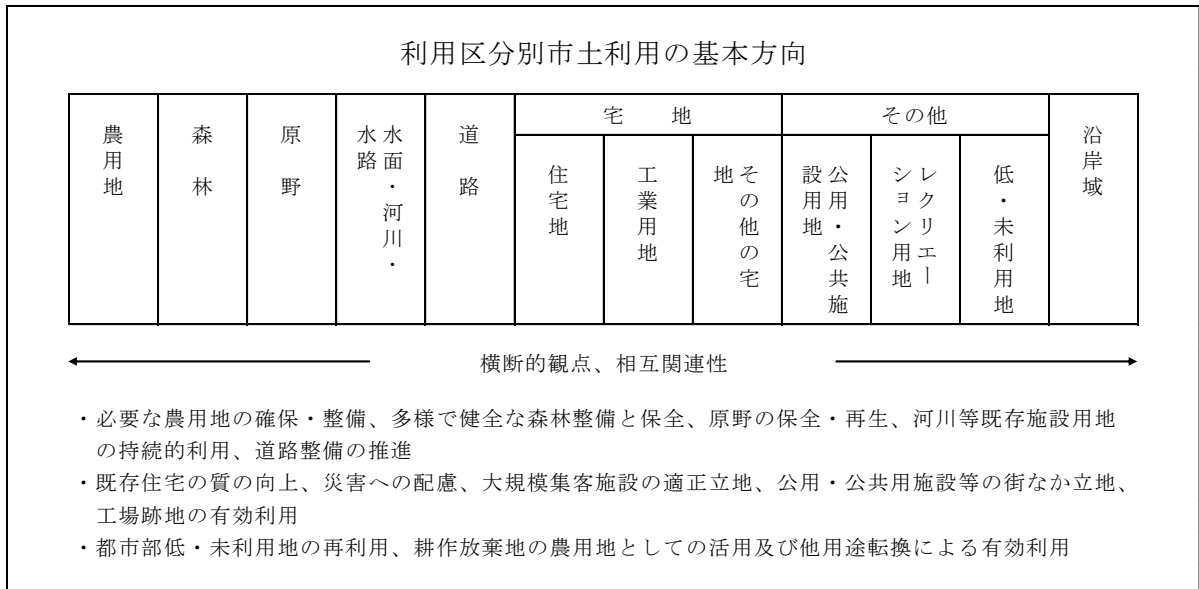 利用区分別市土利用の基本方向
農用地
森林
原野
水面・河川・
水路
道路
宅地
住宅地
工業用地
その他の宅
地
その他
公用・公共施
設用地
レクリエー
ション用地
低・未利用地
沿岸域
横断的観点、相互関連性
・必要な農用地の確保・整備、多様で健全な森林整備と保全、原野の保全・再生、河川等既存施設用地
の持続的利用、道路整備の推進
・既存住宅の質の向上、災害への配慮、大規模集客施設の適正立地、公用・公共用施設等の街なか立地、
工場跡地の有効利用
・都市部低・未利用地の再利用、耕作放棄地の農用地としての活用及び他用途転換による有効利用